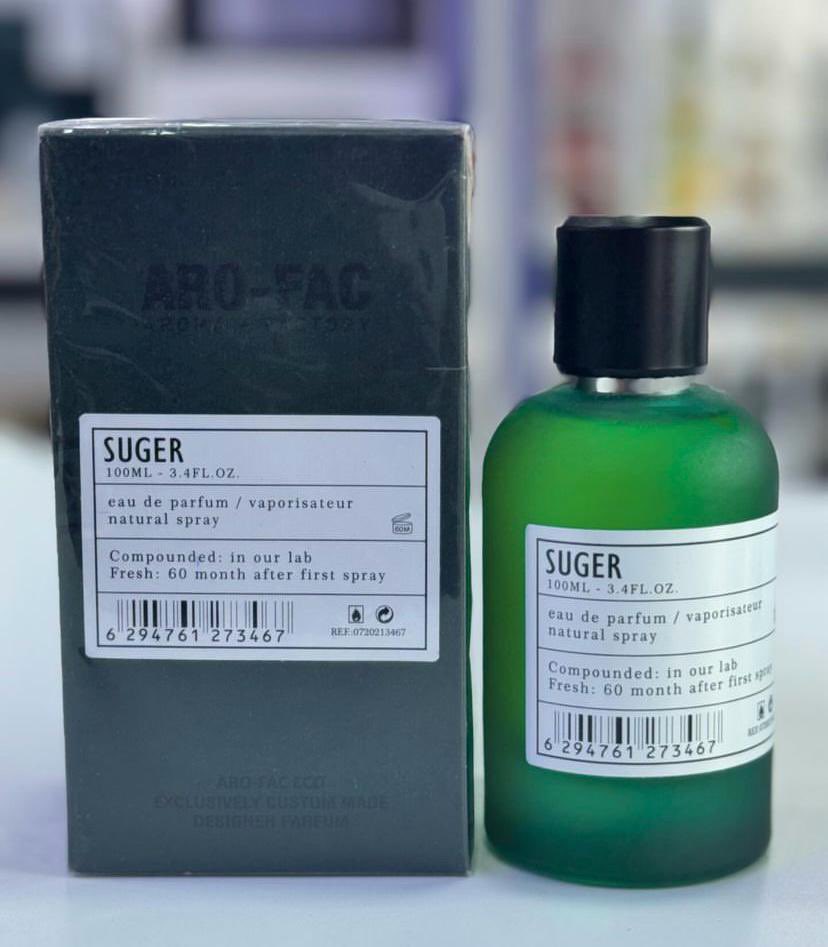 ARO-FAC
AROMA - FACTORY
SUGER
100ML - 3.4FL.OZ.
eau de parfum / vaporisateur
natural spray
60M
Compounded: in our lab
Fresh: 60 month after first spray
6 294761 273467
REF:0720213467
ARO-FAC ECO
EXCLUSIVELY CUSTOM MADE
DESIGNER PARFUM
SUGER
100ML - 3.4FL.OZ.
eau de parfum / vaporisateur
natural spray
Compounded: in our lab
Fresh: 60 month after first spray
6 294761 273467